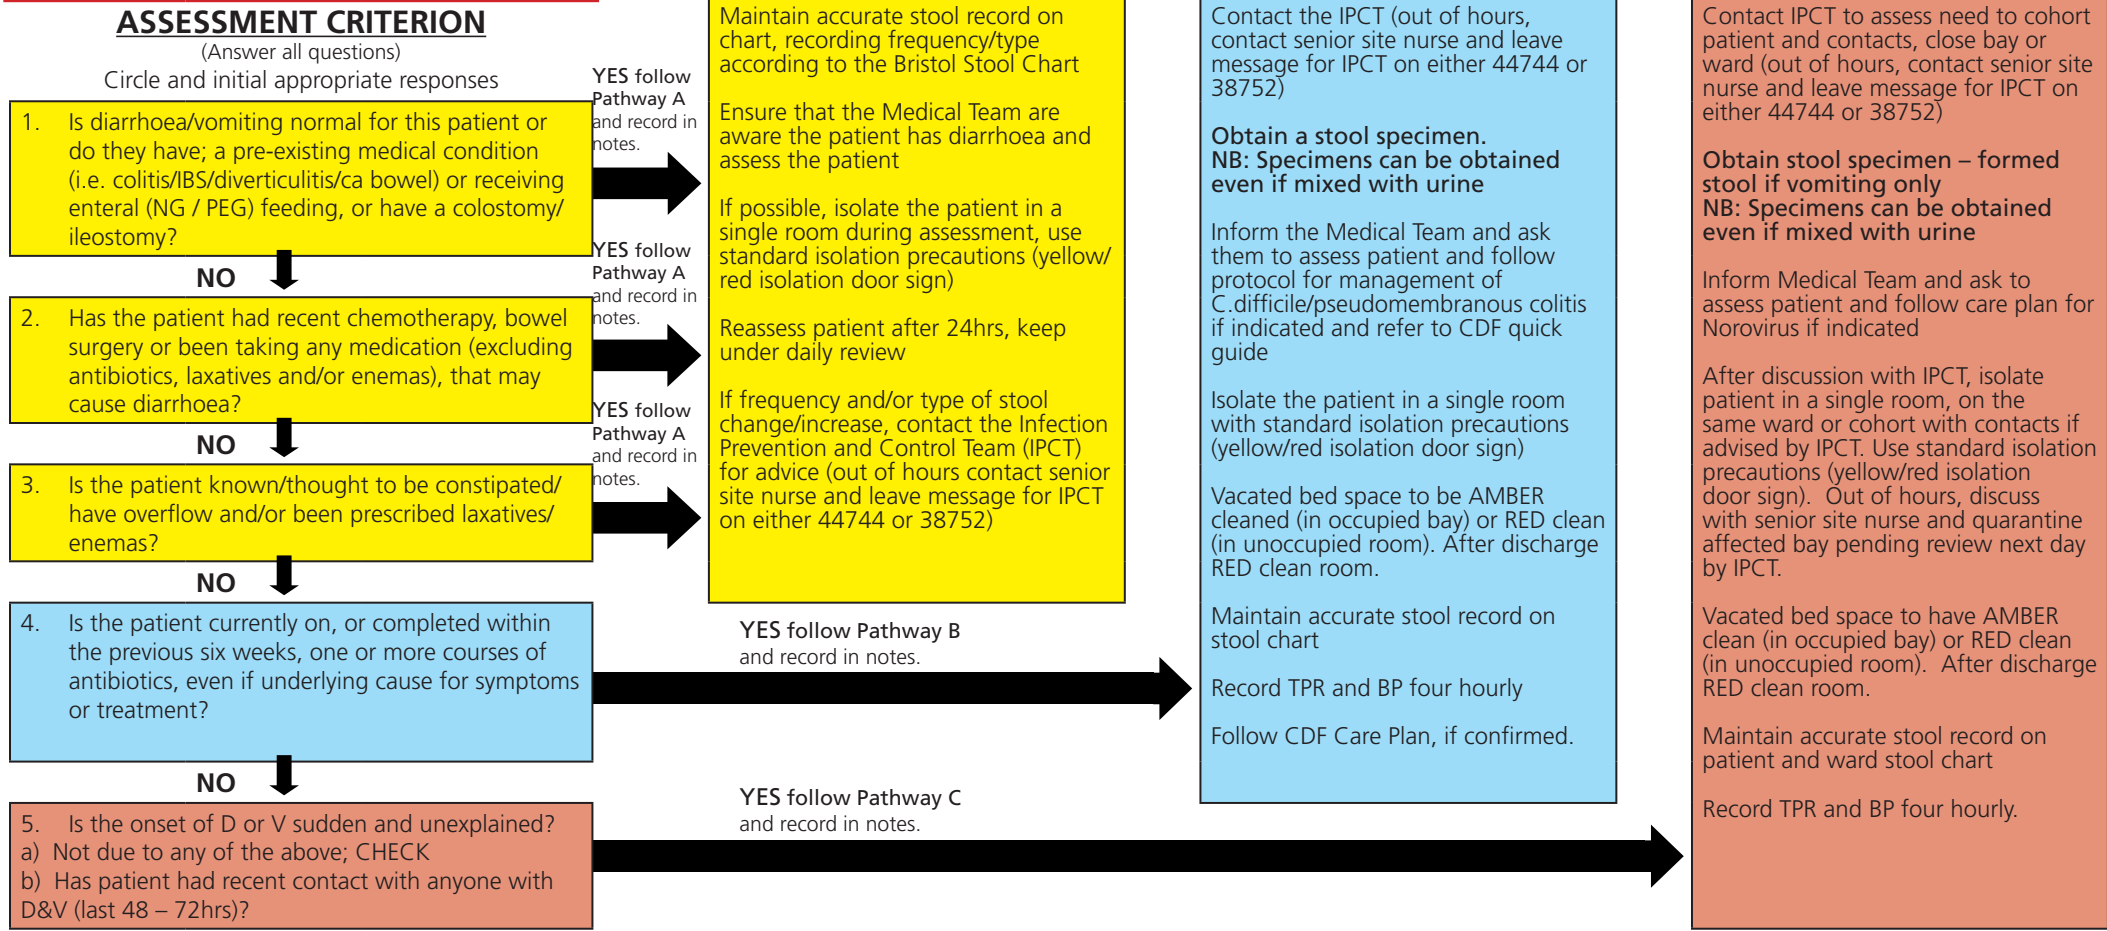 ASSESSMENT CRITERION
(Answer all questions)
Circle and initial appropriate responses
1. Is diarrhoea/vomiting normal for this patient or
do they have; a pre-existing medical condition
(i.e. colitis/IBS/diverticulitis/ca bowel) or receiving
enteral (NG / PEG) feeding, or have a colostomy/
ileostomy?
YES follow
Pathway A
and record in
notes.
NO
2. Has the patient had recent chemotherapy, bowel
surgery or been taking any medication (excluding
antibiotics, laxatives and/or enemas), that may
cause diarrhoea?
YES follow
Pathway A
and record in
notes.
NO
3. Is the patient known/thought to be constipated/
have overflow and/or been prescribed laxatives/
enemas?
YES follow
Pathway A
and record in
notes.
NO
4. Is the patient currently on, or completed within
the previous six weeks, one or more courses of
antibiotics, even if underlying cause for symptoms
or treatment?
YES follow Pathway B
and record in notes.
NO
5. Is the onset of D or V sudden and unexplained?
a) Not due to any of the above; CHECK
b) Has patient had recent contact with anyone with
D&V (last 48 – 72hrs)?
YES follow Pathway C
and record in notes.
Maintain accurate stool record on
chart, recording frequency/type
according to the Bristol Stool Chart
Ensure that the Medical Team are
aware the patient has diarrhoea and
assess the patient
If possible, isolate the patient in a
single room during assessment, use
standard isolation precautions (yellow/
red isolation door sign)
Reassess patient after 24hrs, keep
under daily review
If frequency and/or type of stool
change/increase, contact the Infection
Prevention and Control Team (IPCT)
for advice (out of hours contact senior
site nurse and leave message for IPCT
on either 44744 or 38752)
Contact the IPCT (out of hours,
contact senior site nurse and leave
message for IPCT on either 44744 or
38752)
Obtain a stool specimen.
NB: Specimens can be obtained
even if mixed with urine
Inform the Medical Team and ask
them to assess patient and follow
protocol for management of
C.difficile/pseudomembranous colitis
if indicated and refer to CDF quick
guide
Isolate the patient in a single room
with standard isolation precautions
(yellow/red isolation door sign)
Vacated bed space to be AMBER
cleaned (in occupied bay) or RED clean
(in unoccupied room). After discharge
RED clean room.
Maintain accurate stool record on
stool chart
Record TPR and BP four hourly
Follow CDF Care Plan, if confirmed.
Contact IPCT to assess need to cohort
patient and contacts, close bay or
ward (out of hours, contact senior site
nurse and leave message for IPCT on
either 44744 or 38752)
Obtain stool specimen – formed
stool if vomiting only
NB: Specimens can be obtained
even if mixed with urine
Inform Medical Team and ask to
assess patient and follow care plan for
Norovirus if indicated
After discussion with IPCT, isolate
patient in a single room, on the
same ward or cohort with contacts if
advised by IPCT. Use standard isolation
precautions (yellow/red isolation
door sign). Out of hours, discuss
with senior site nurse and quarantine
affected bay pending review next day
by IPCT.
Vacated bed space to have AMBER
clean (in occupied bay) or RED clean
(in unoccupied room). After discharge
RED clean room.
Maintain accurate stool record on
patient and ward stool chart
Record TPR and BP four hourly.